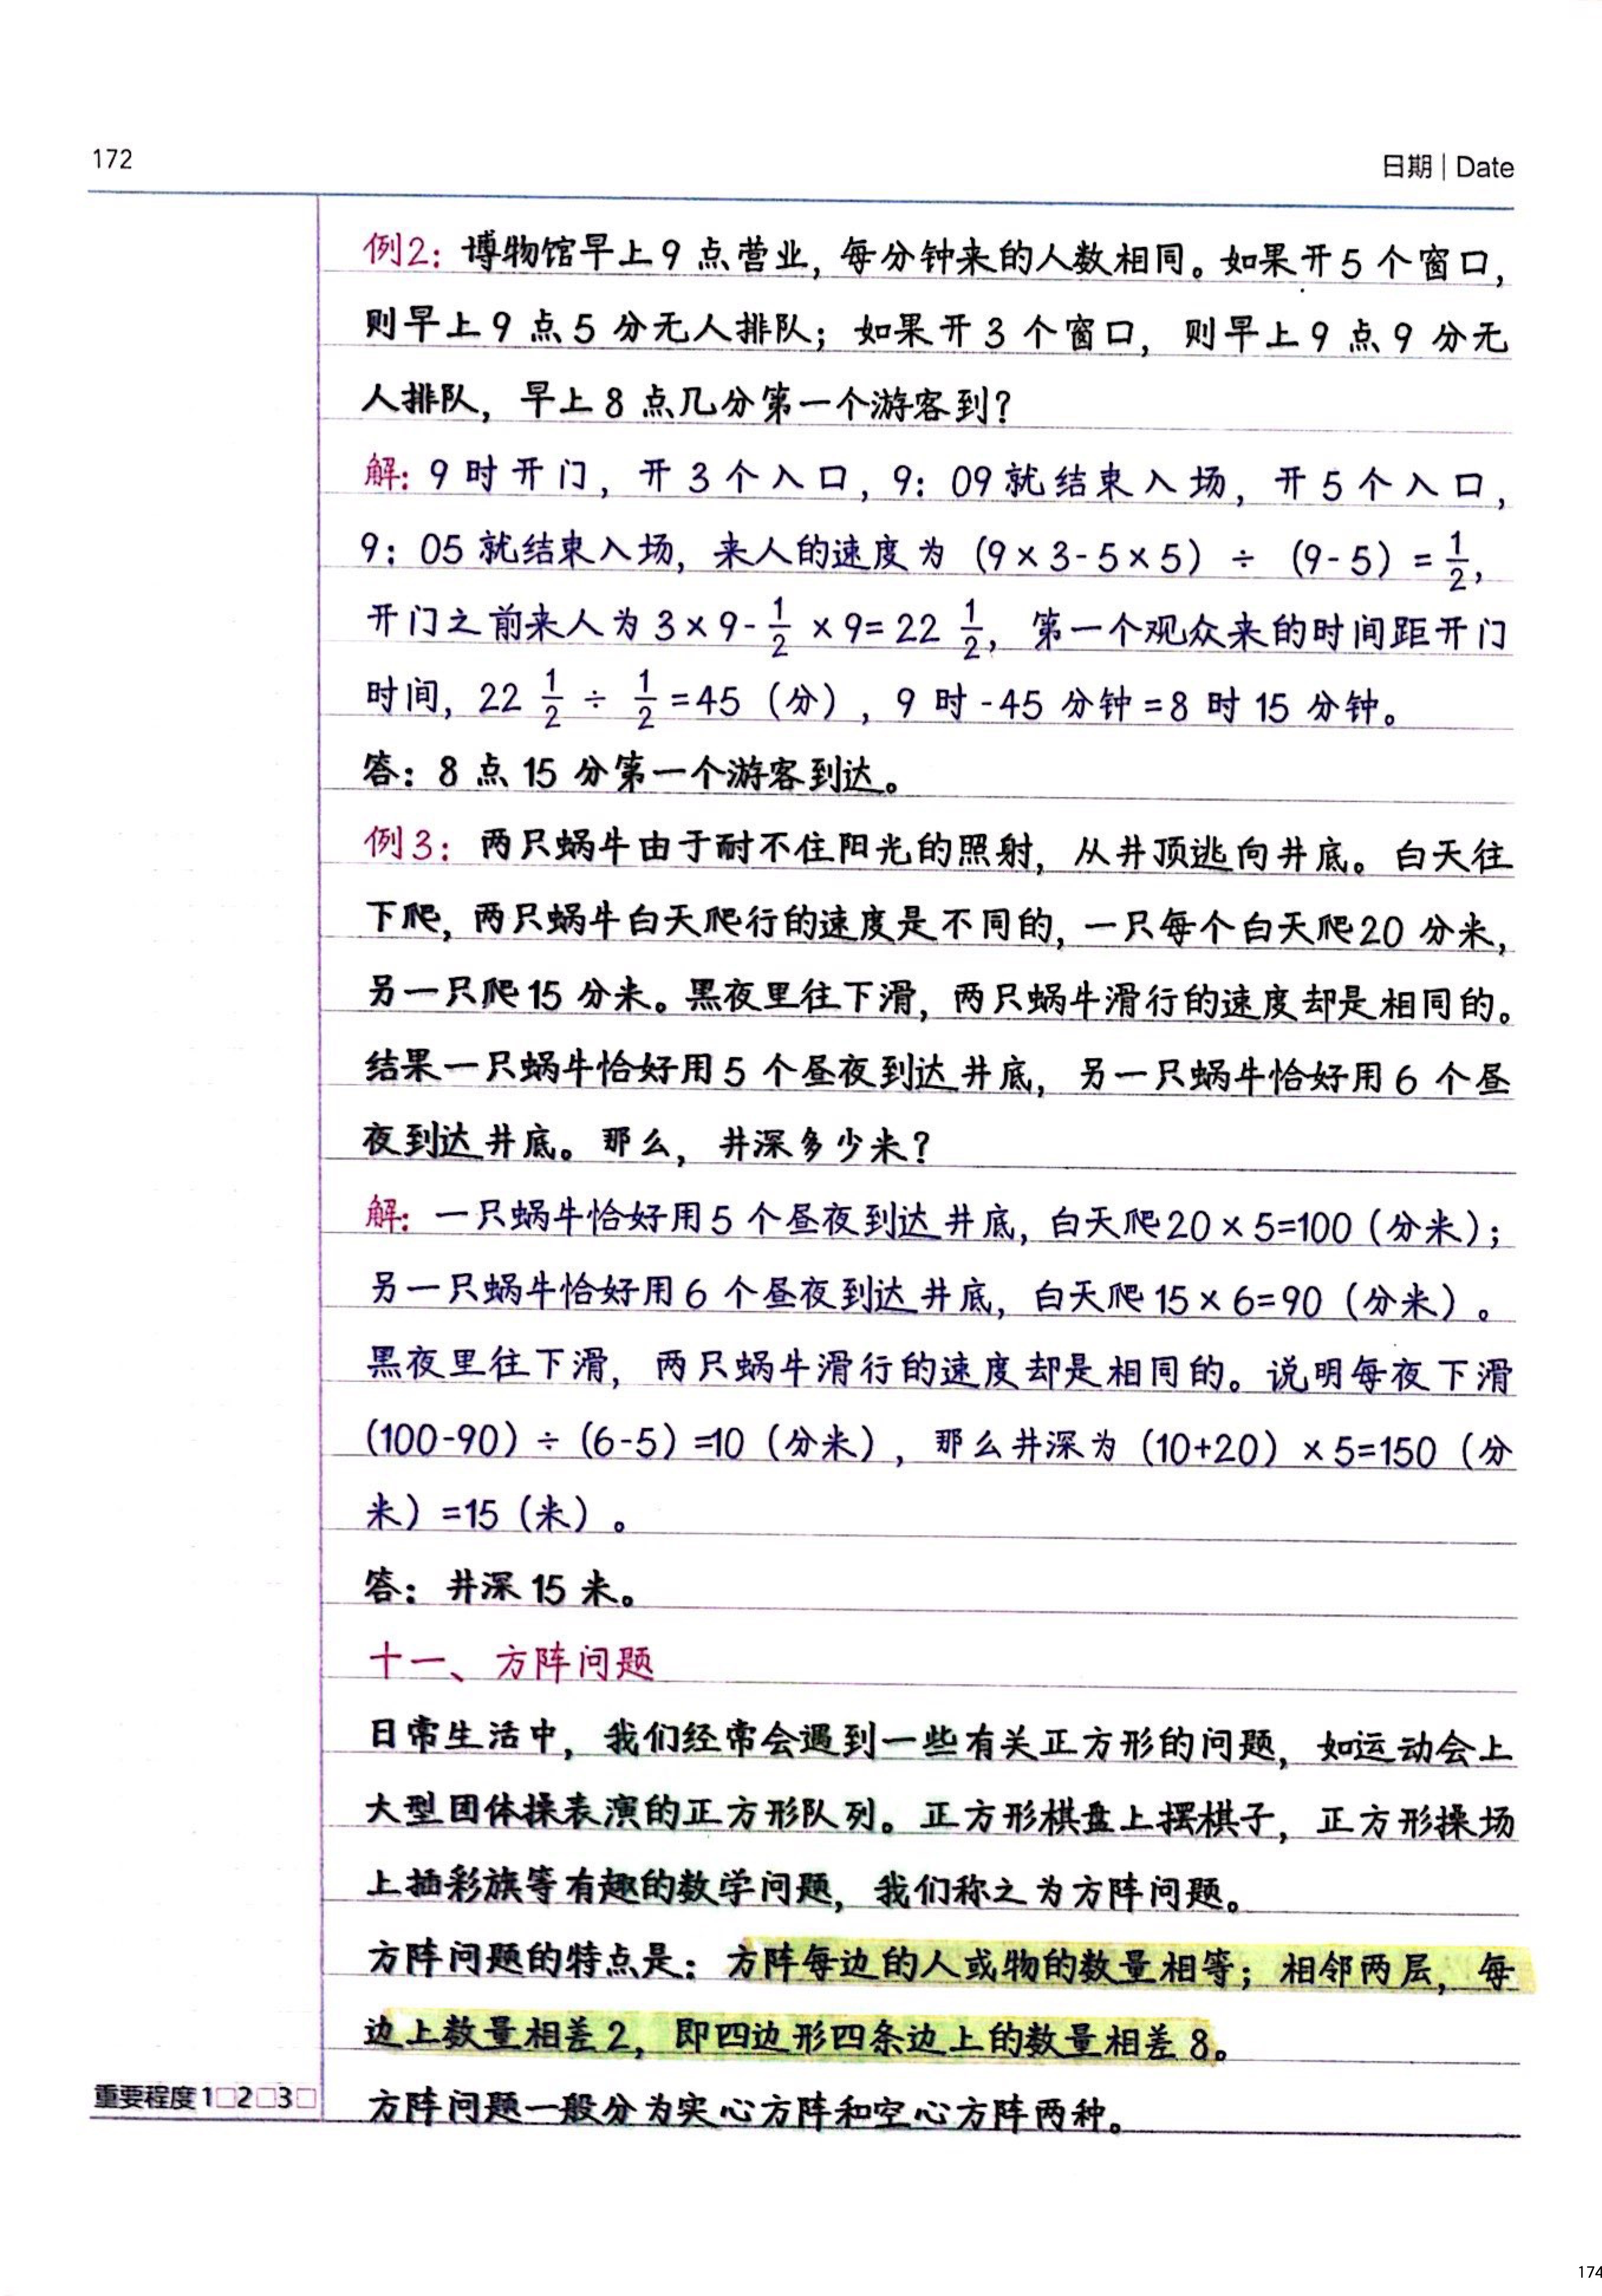 172
日期 | Date
例2：博物馆早上9点营业，每分钟来的人数相同。如果开5个窗口，
则早上9点5分无人排队；如果开3个窗口，则早上9点9分无
人排队，早上8点几分第一个游客到？
解：9时开门，开3个入口，9：09就结束入场，开5个入口，
9：05就结束入场，来人的速度为（9×3-5×5）÷（9-5）=1/2，
开门之前来人为3×9-1/2×9=22 1/2，第一个观众来的时间距开门
时间，22 1/2÷1/2=45（分），9时-45分钟=8时15分钟。
答：8点15分第一个游客到达。
例3：两只蜗牛由于耐不住阳光的照射，从井顶逃向井底。白天往
下爬，两只蜗牛白天爬行的速度是不同的，一只每个白天爬20分米，
另一只爬15分米。黑夜里往下滑，两只蜗牛滑行的速度却是相同的。
结果一只蜗牛恰好用5个昼夜到达井底，另一只蜗牛恰好用6个昼
夜到达井底。那么，井深多少米？
解：一只蜗牛恰好用5个昼夜到达井底，白天爬20×5=100（分米）；
另一只蜗牛恰好用6个昼夜到达井底，白天爬15×6=90（分米）。
黑夜里往下滑，两只蜗牛滑行的速度却是相同的。说明每夜下滑
（100-90）÷（6-5）=10（分米），那么井深为（10+20）×5=150（分
米）=15（米）。
答：井深15米。
十一、方阵问题
日常生活中，我们经常会遇到一些有关正方形的问题，如运动会上
大型团体操表演的正方形队列。正方形棋盘上摆棋子，正方形操场
上插彩旗等有趣的数学问题，我们称之为方阵问题。
方阵问题的特点是：方阵每边的人或物的数量相等；相邻两层，每
边上数量相差2，即四边形四条边上的数量相差8。
方阵问题一般分为实心方阵和空心方阵两种。
重要程度1□2□3□
174